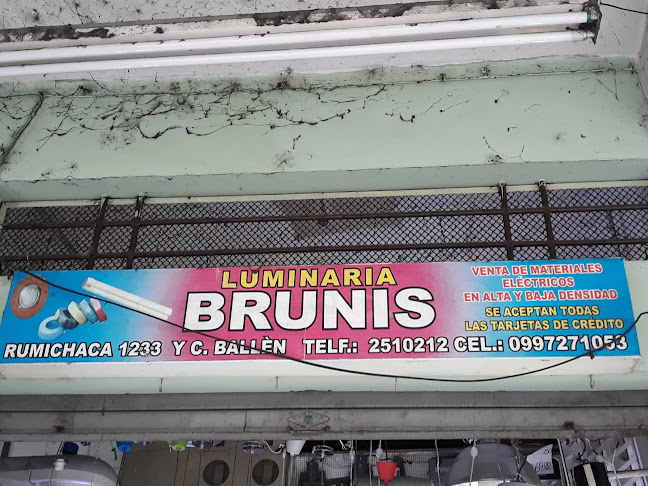 LUMINARIA
BRUNIS
VENTA DE MATERIALES
ELÉCTRICOS
EN ALTA Y BAJA DENSIDAD
SE ACEPTAN TODAS
LAS TARJETAS DE CRÉDITO
RUMICHACA 1233 Y C. BALLÈN TELF.: 2510212 CEL.: 0997271053